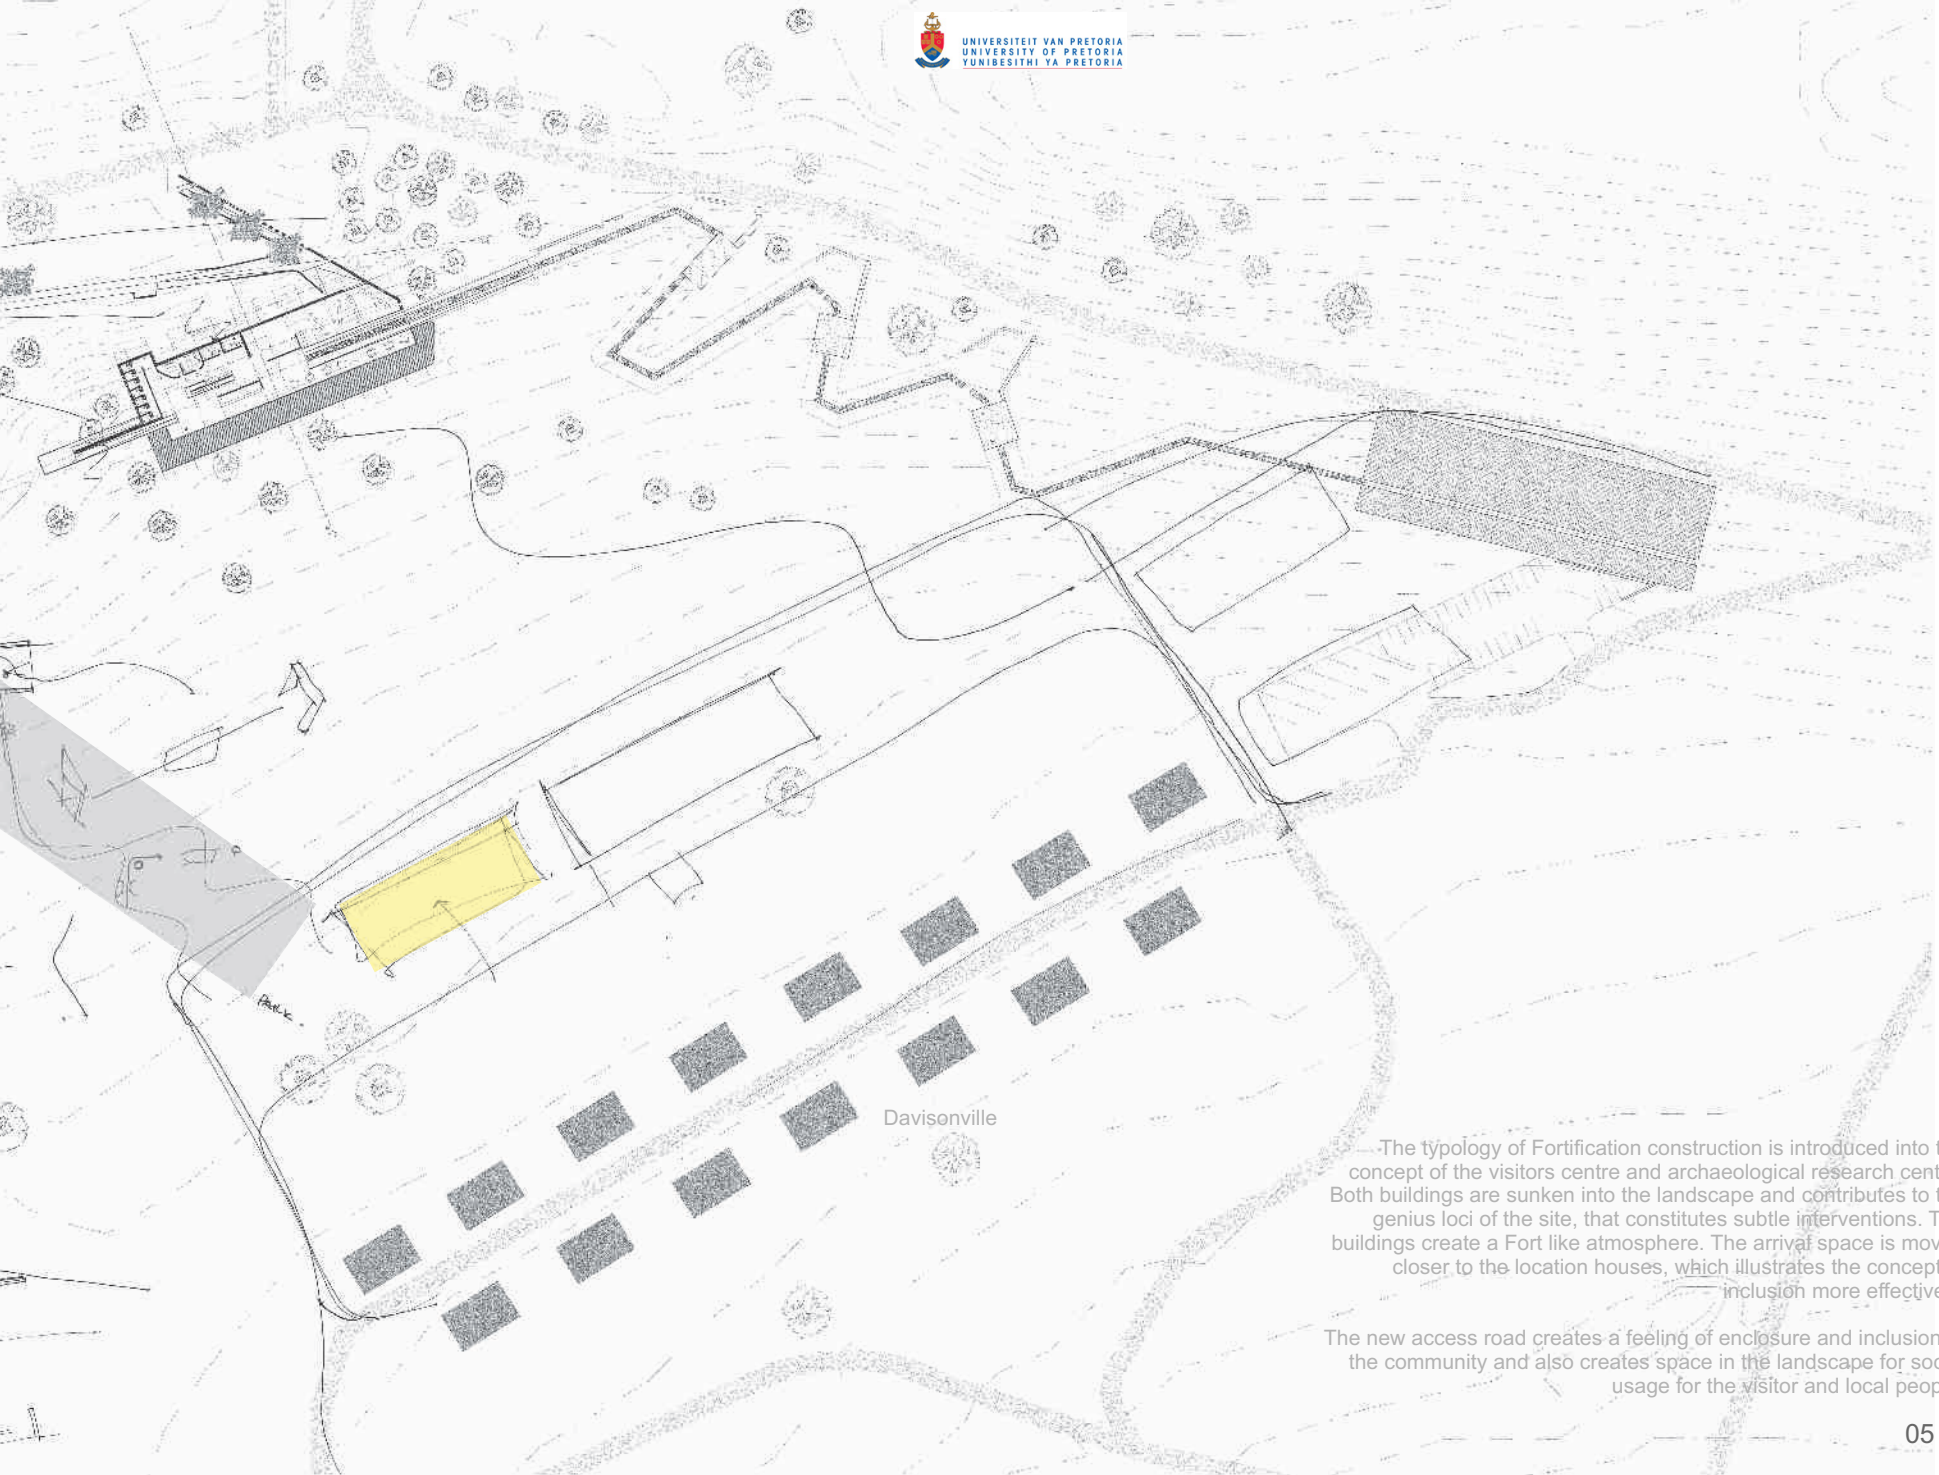 UNIVERSITEIT VAN PRETORIA
UNIVERSITY OF PRETORIA
YUNIBESITHI YA PRETORIA
Davisonville
The typology of Fortification construction is introduced into t
concept of the visitors centre and archaeological research cent
Both buildings are sunken into the landscape and contributes to t
genius loci of the site, that constitutes subtle interventions. T
buildings create a Fort like atmosphere. The arrival space is mov
closer to the location houses, which illustrates the concept
inclusion more effective
The new access road creates a feeling of enclosure and inclusion
the community and also creates space in the landscape for soc
usage for the visitor and local peop
05